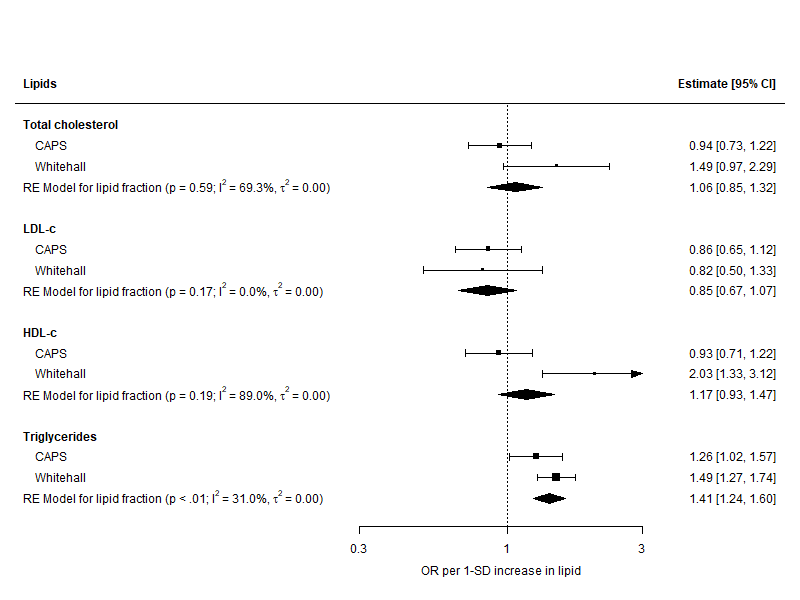 Lipids Estimate [95% CI]
Total cholesterol
CAPS 0.94 [0.73, 1.22]
Whitehall 1.49 [0.97, 2.29]
RE Model for lipid fraction (p = 0.59; I² = 69.3%, τ² = 0.00) 1.06 [0.85, 1.32]
LDL-c
CAPS 0.86 [0.65, 1.12]
Whitehall 0.82 [0.50, 1.33]
RE Model for lipid fraction (p = 0.17; I² = 0.0%, τ² = 0.00) 0.85 [0.67, 1.07]
HDL-c
CAPS 0.93 [0.71, 1.22]
Whitehall 2.03 [1.33, 3.12]
RE Model for lipid fraction (p = 0.19; I² = 89.0%, τ² = 0.00) 1.17 [0.93, 1.47]
Triglycerides
CAPS 1.26 [1.02, 1.57]
Whitehall 1.49 [1.27, 1.74]
RE Model for lipid fraction (p < .01; I² = 31.0%, τ² = 0.00) 1.41 [1.24, 1.60]
0.3 1 3
OR per 1-SD increase in lipid